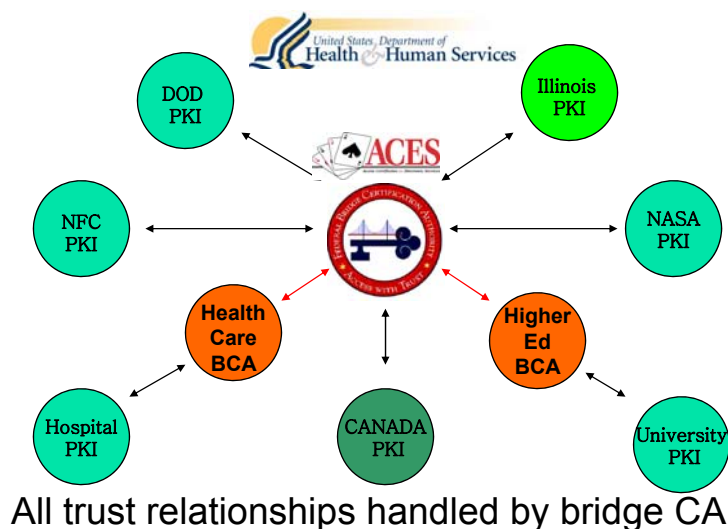 United States Department of
Health & Human Services
DOD
PKI
Illinois
PKI
ACES
NFC
PKI
FEDERAL BRIDGE CERTIFICATION AUTHORITY
ACCESS WITH TRUST
NASA
PKI
Health
Care
BCA
Higher
Ed
BCA
Hospital
PKI
CANADA
PKI
University
PKI
All trust relationships handled by bridge CA